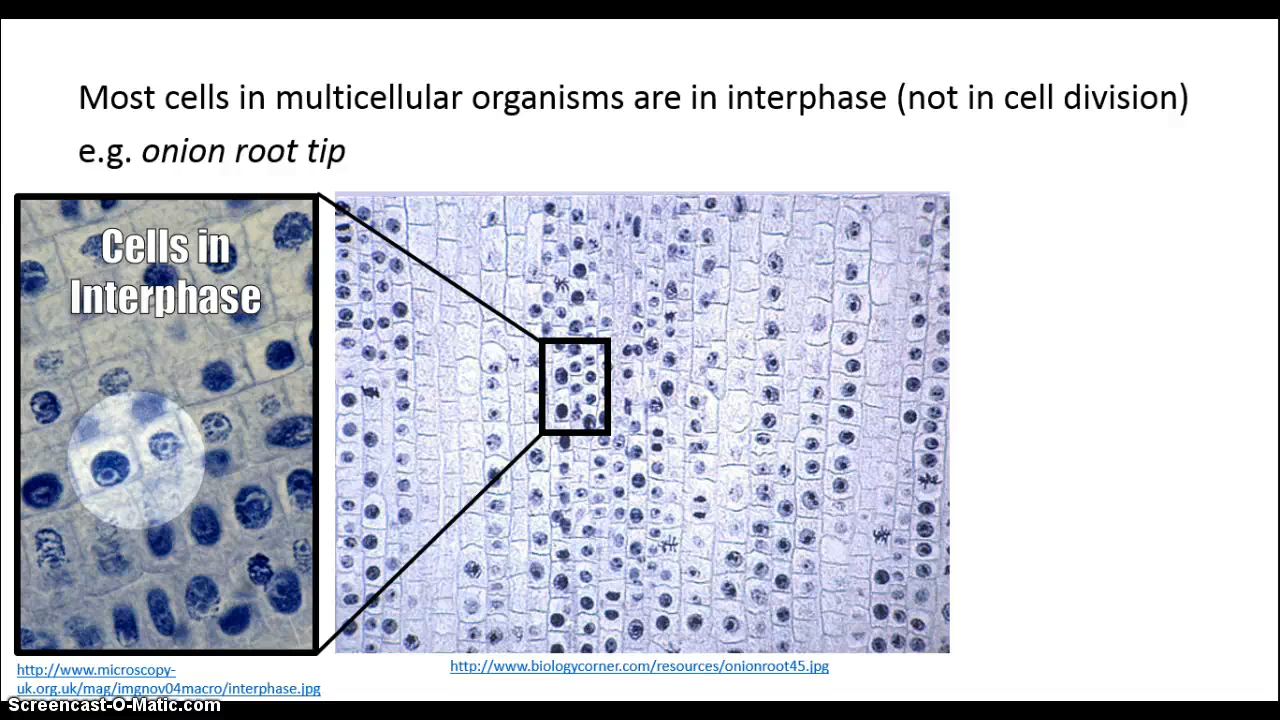 Most cells in multicellular organisms are in interphase (not in cell division)
e.g. onion root tip
Cells in
Interphase
http://www.microscopy-
uk.org.uk/mag/imgnov04macro/interphase.jpg
http://www.biologycorner.com/resources/onionroot45.jpg
Screencast-O-Matic.com